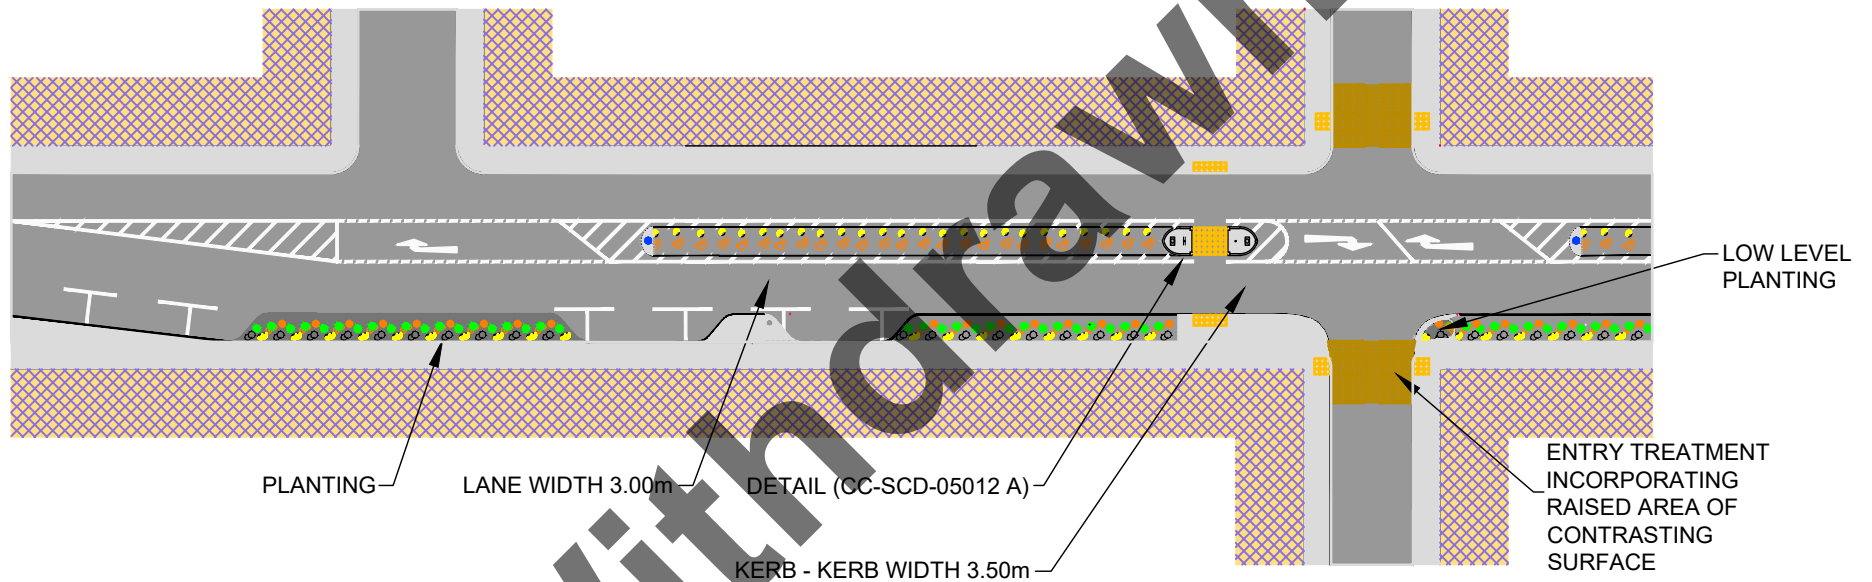 Withdrawn
LOW LEVEL
PLANTING
PLANTING
LANE WIDTH 3.00m
DETAIL (CC-SCD-05012 A)
KERB - KERB WIDTH 3.50m
ENTRY TREATMENT
INCORPORATING
RAISED AREA OF
CONTRASTING
SURFACE